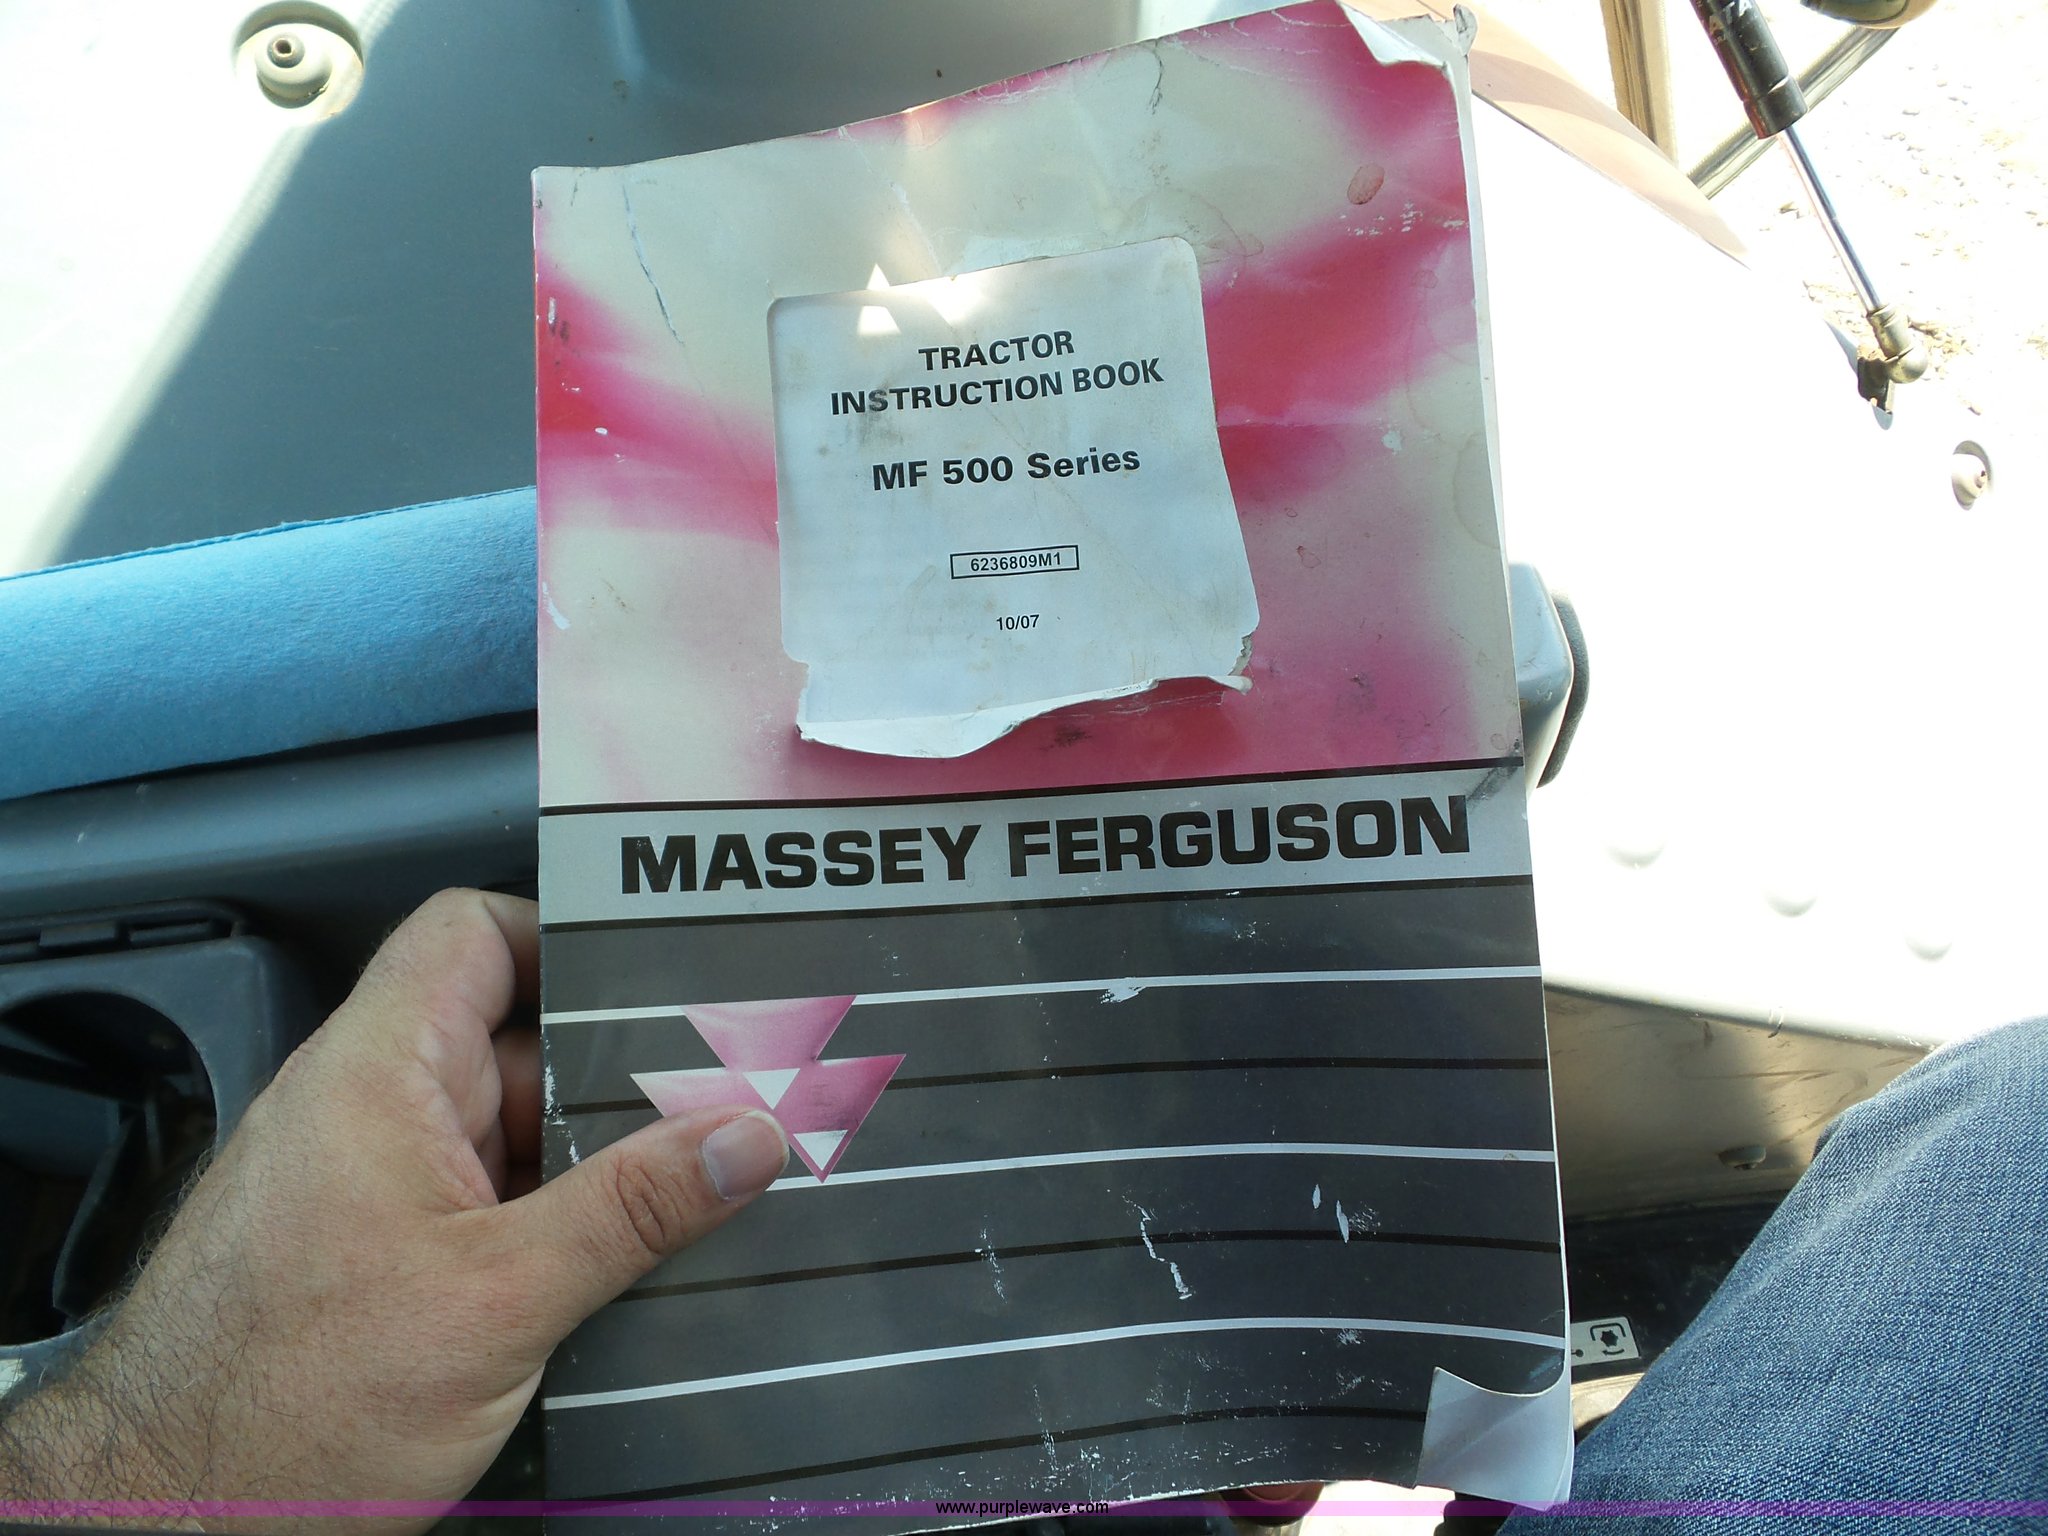 TRACTOR
INSTRUCTION BOOK
MF 500 Series
6236809M1
10/07
MASSEY FERGUSON
www.purplewave.com